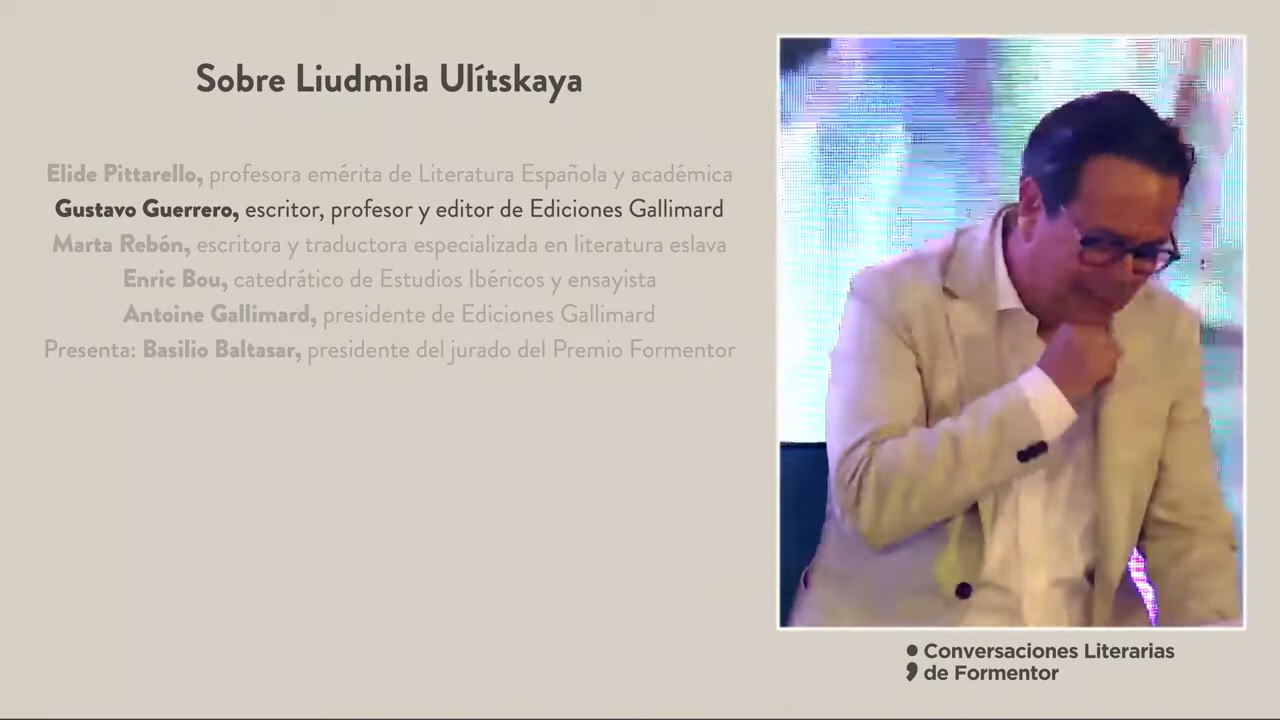 Sobre Liudmila Ulítskaya
profesora emérita de Literatura Española y académica
Gustavo Guerrero, escritor, profesor y editor de Ediciones Gallimard
Marta Rebón, escritora y traductora especializada en literatura eslava
Enric Bou, catedrático de Estudios Ibéricos y ensayista
Antoine Gallimard, presidente de Ediciones Gallimard
Presenta: Basilio Baltasar, presidente del jurado del Premio Formentor
Conversaciones Literarias
de Formentor